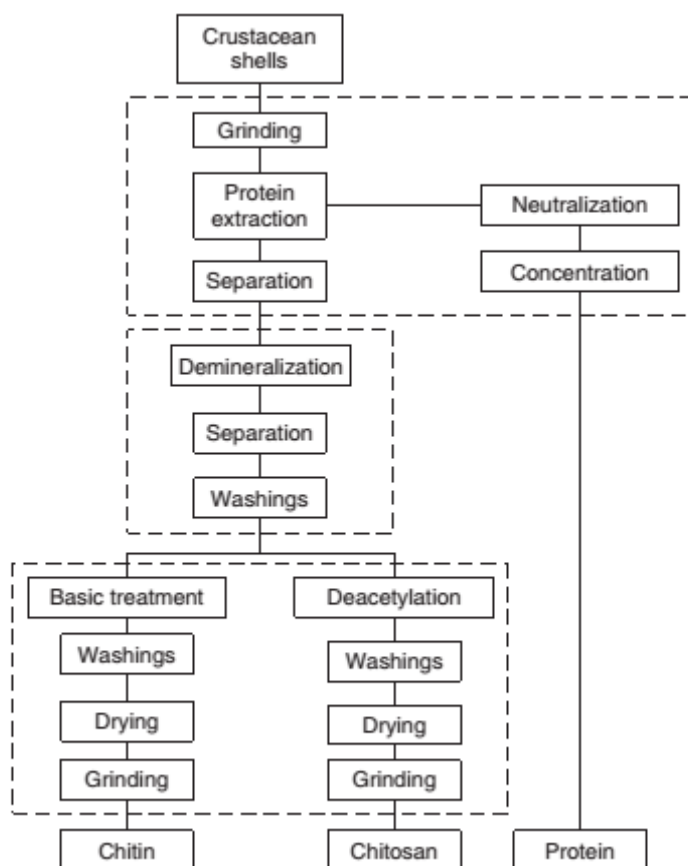 Crustacean
shells
Grinding
Protein
extraction
Neutralization
Separation
Concentration
Demineralization
Separation
Washings
Basic treatment
Deacetylation
Washings
Washings
Drying
Drying
Grinding
Grinding
Chitin
Chitosan
Protein